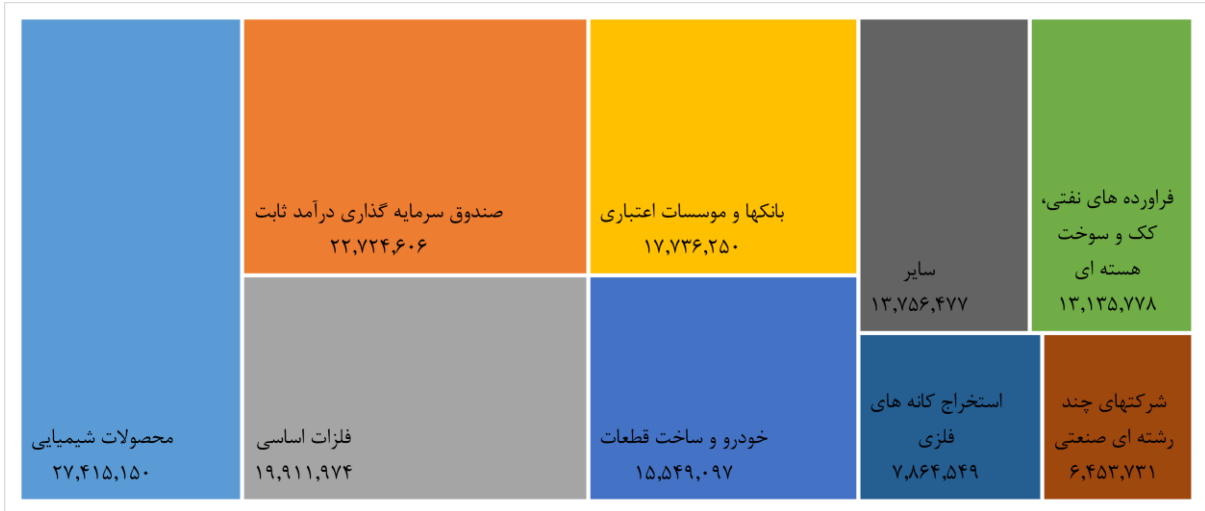 محصولات شیمیایی
۲۷,۴۱۵,۱۵۰
صندوق سرمایه گذاری درآمد ثابت
۲۲,۷۲۴,۶۰۶
فلزات اساسی
۱۹,۹۱۱,۹۷۴
بانکها و موسسات اعتباری
۱۷,۷۳۶,۲۵۰
خودرو و ساخت قطعات
۱۵,۵۴۹,۰۹۷
سایر
۱۳,۷۵۶,۴۷۷
فراورده های نفتی،
کک و سوخت
هسته ای
۱۳,۱۳۵,۷۷۸
استخراج کانه های
فلزی
۷,۸۶۴,۵۴۹
شرکتهای چند
رشته ای صنعتی
۶,۴۵۳,۷۳۱